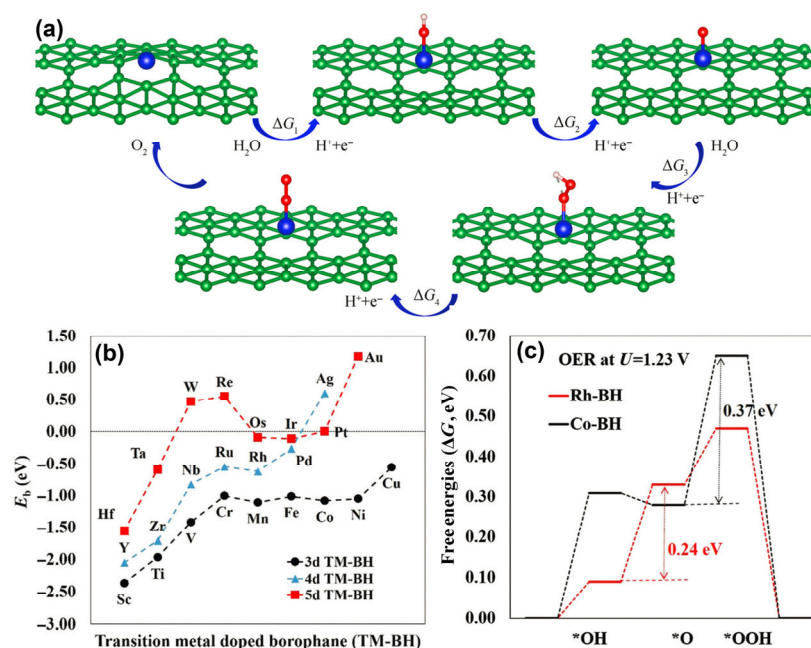 (a)
O₂
H₂O
ΔG₁
H⁺+e⁻
ΔG₂
H⁺+e⁻
H₂O
ΔG₃
H⁺+e⁻
H⁺+e⁻
ΔG₄
(b)
1.50
1.00
0.50
0.00
−0.50
−1.00
−1.50
−2.00
−2.50
−3.00
E_b (eV)
W
Re
Au
Ag
Ta
Os
Ir
Pt
Nb
Ru
Rh
Pd
Hf
Y
Zr
V
Cr
Mn
Fe
Co
Ni
Cu
Sc
Ti
3d TM-BH
4d TM-BH
5d TM-BH
Transition metal doped borophane (TM-BH)
(c)
0.70
0.60
0.50
0.40
0.30
0.20
0.10
0.00
Free energies (ΔG, eV)
OER at U=1.23 V
Rh-BH
Co-BH
0.37 eV
0.24 eV
*OH
*O
*OOH